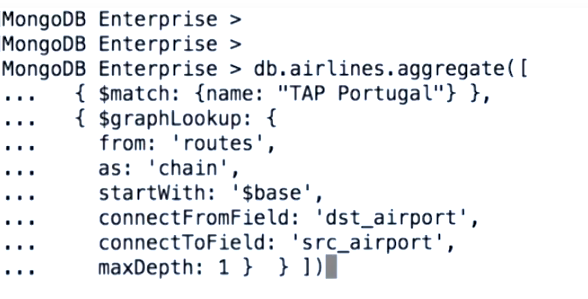 MongoDB Enterprise >
MongoDB Enterprise >
MongoDB Enterprise > db.airlines.aggregate([
...   { $match: {name: "TAP Portugal"} },
...   { $graphLookup: {
...     from: 'routes',
...     as: 'chain',
...     startWith: '$base',
...     connectFromField: 'dst_airport',
...     connectToField: 'src_airport',
...     maxDepth: 1 }  } ])